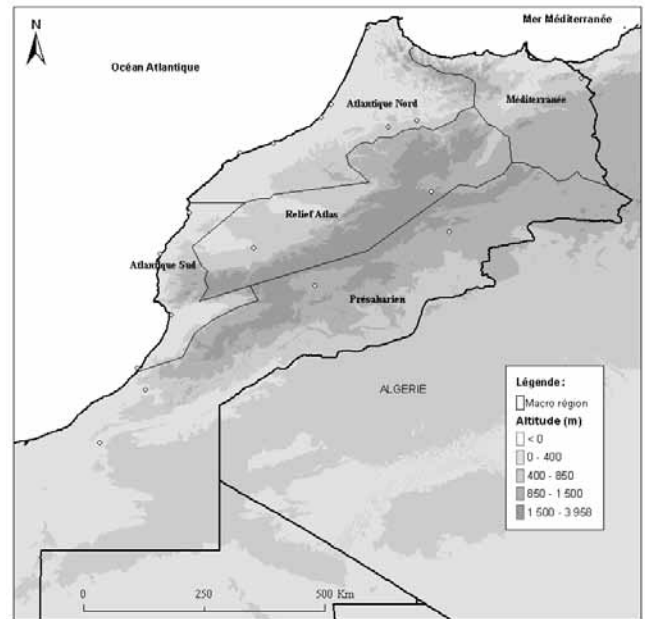 Mer Méditerranée
N
Océan Atlantique
Atlantique Nord
Méditerranée
Relief Atlas
Atlantique Sud
Présaharien
ALGERIE
Légende :
Macro région
Altitude (m)
< 0
0 - 400
400 - 850
850 - 1 500
1 500 - 3 958
0 250 500 Km